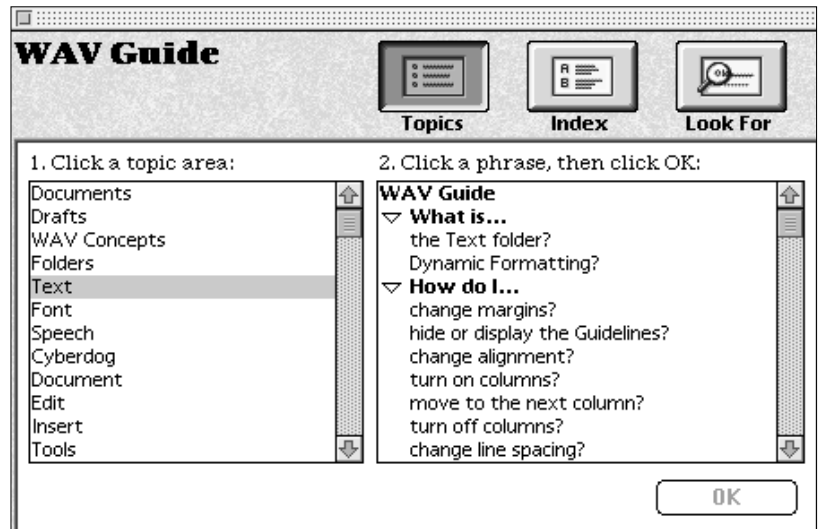 WAV Guide
Topics
Index
Look For
1. Click a topic area:
Documents
Drafts
WAV Concepts
Folders
Text
Font
Speech
Cyberdog
Document
Edit
Insert
Tools
2. Click a phrase, then click OK:
WAV Guide
What is...
the Text folder?
Dynamic Formatting?
How do I...
change margins?
hide or display the Guidelines?
change alignment?
turn on columns?
move to the next column?
turn off columns?
change line spacing?
OK